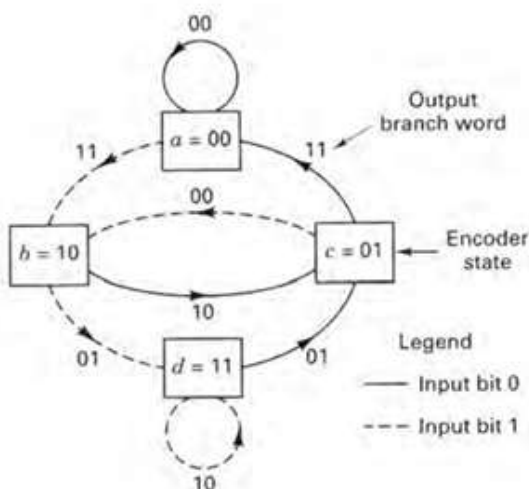 00
a = 00
Output
branch word
11
11
00
b = 10
c = 01
Encoder
state
10
01
d = 11
01
Legend
Input bit 0
Input bit 1
10